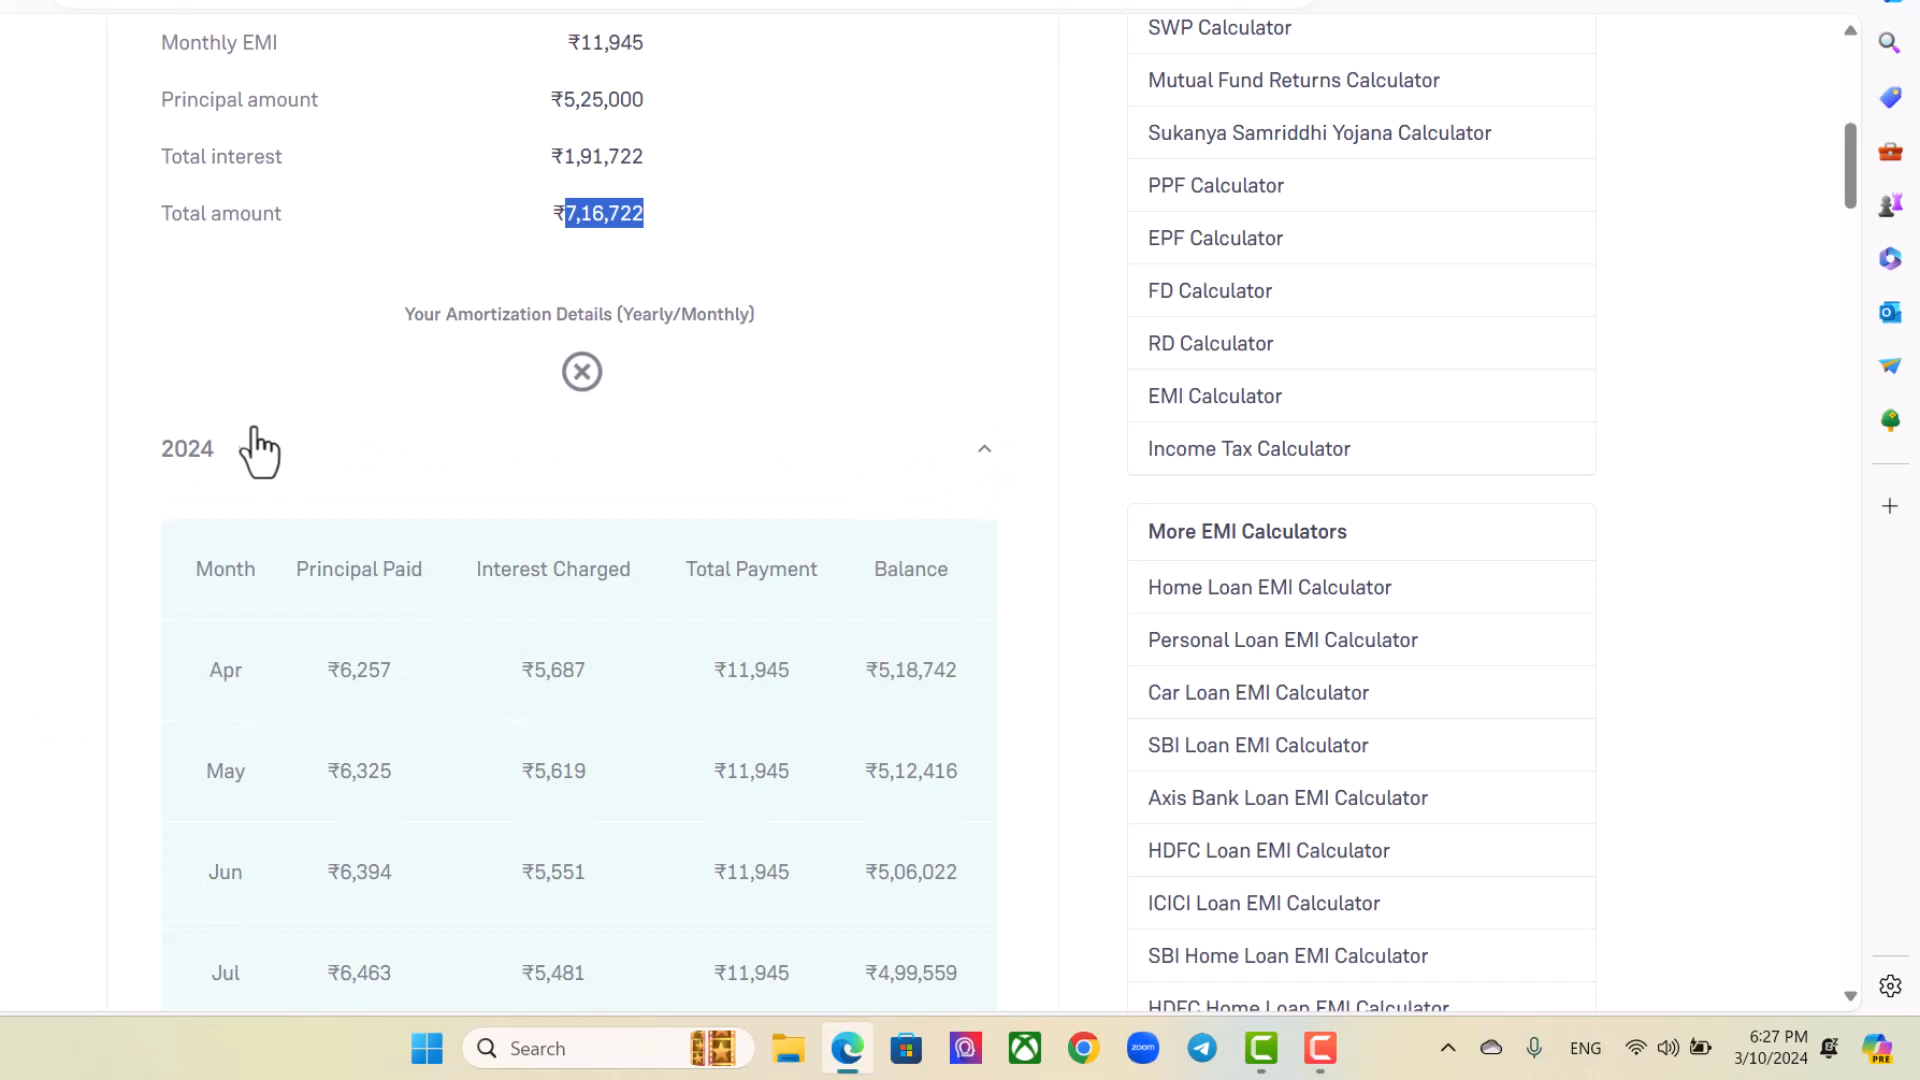 Monthly EMI ₹11,945
Principal amount ₹5,25,000
Total interest ₹1,91,722
Total amount ₹7,16,722
Your Amortization Details (Yearly/Monthly)
2024
Month Principal Paid Interest Charged Total Payment Balance
Apr ₹6,257 ₹5,687 ₹11,945 ₹5,18,742
May ₹6,325 ₹5,619 ₹11,945 ₹5,12,416
Jun ₹6,394 ₹5,551 ₹11,945 ₹5,06,022
Jul ₹6,463 ₹5,481 ₹11,945 ₹4,99,559
SWP Calculator
Mutual Fund Returns Calculator
Sukanya Samriddhi Yojana Calculator
PPF Calculator
EPF Calculator
FD Calculator
RD Calculator
EMI Calculator
Income Tax Calculator
More EMI Calculators
Home Loan EMI Calculator
Personal Loan EMI Calculator
Car Loan EMI Calculator
SBI Loan EMI Calculator
Axis Bank Loan EMI Calculator
HDFC Loan EMI Calculator
ICICI Loan EMI Calculator
SBI Home Loan EMI Calculator
HDFC Home Loan EMI Calculator
Search
zoom
ENG
6:27 PM
3/10/2024
PRE